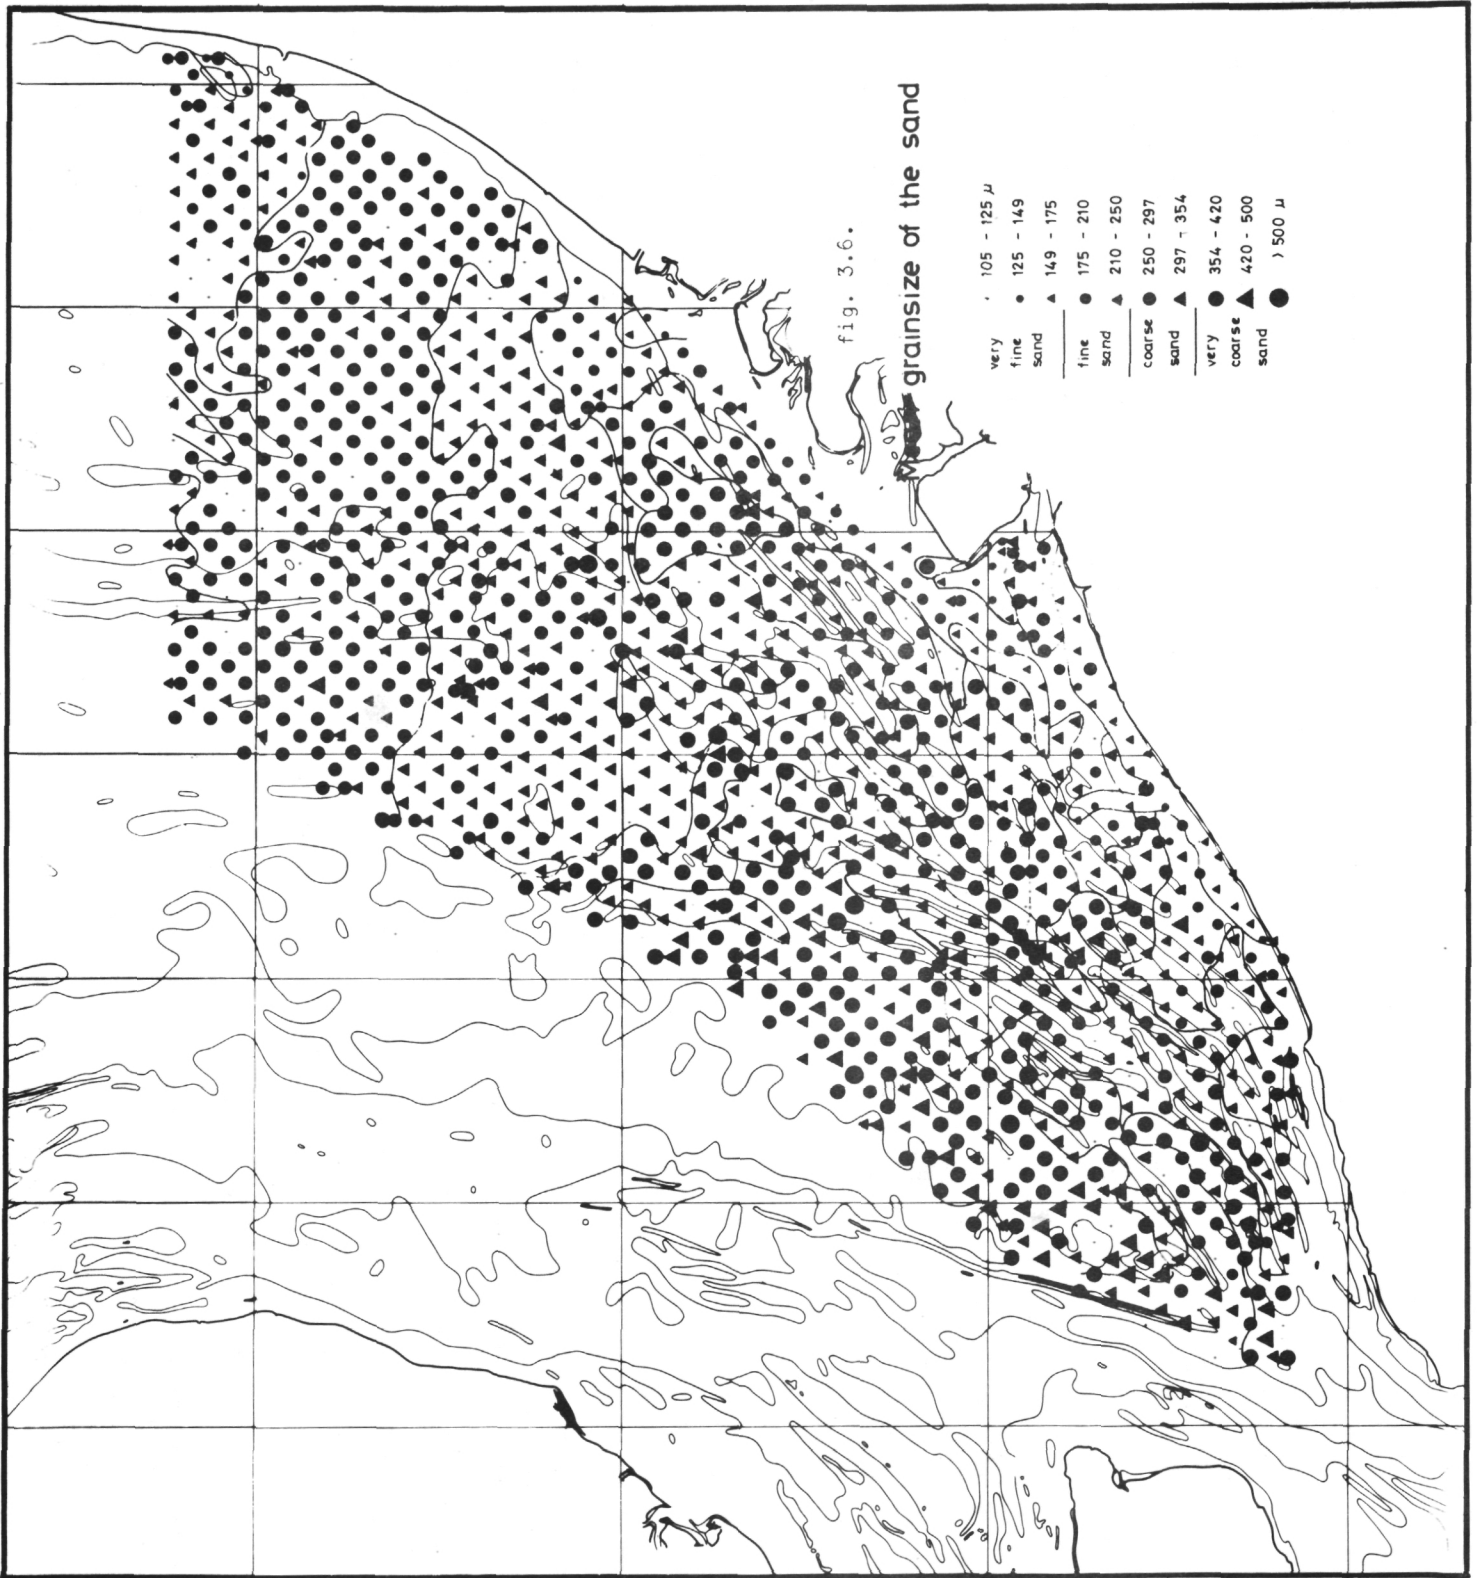 fig. 3.6.
grainsize of the sand
very 105 - 125 µ
fine 125 - 149
sand 149 - 175
fine 175 - 210
sand 210 - 250
coarse 250 - 297
sand 297 - 354
very 354 - 420
coarse 420 - 500
sand > 500 µ